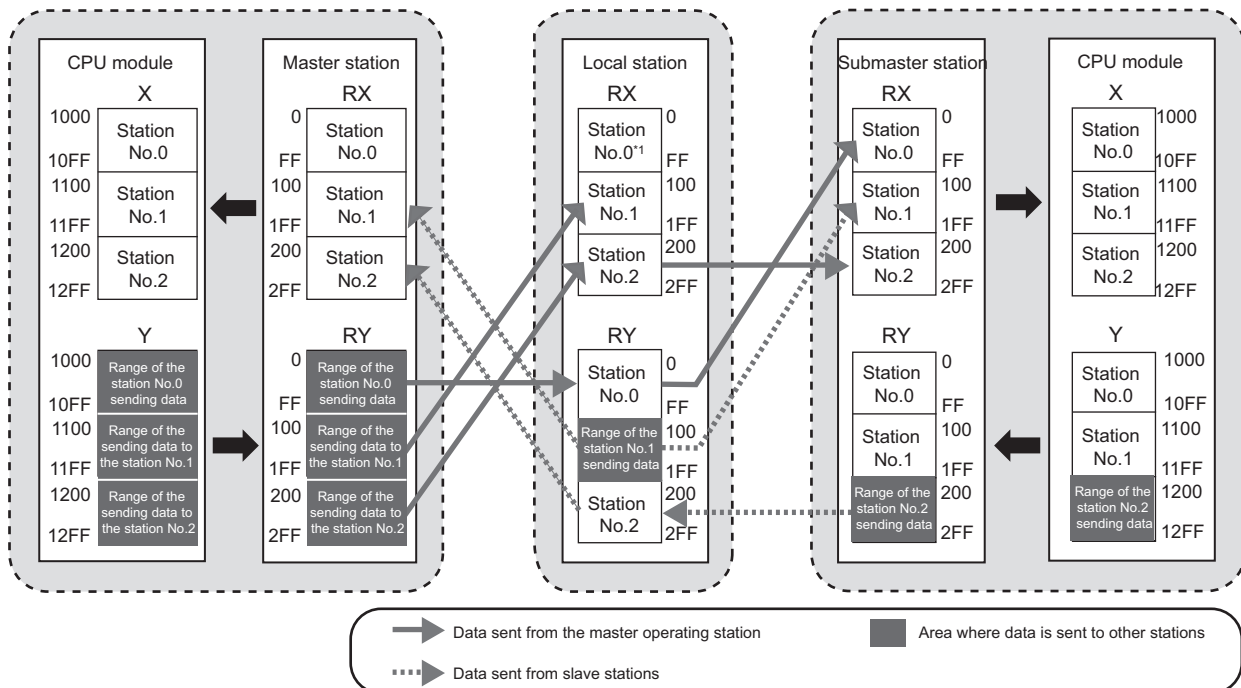 CPU module
X
1000
10FF
1100
11FF
1200
12FF
Station
No.0
Station
No.1
Station
No.2
Y
1000
10FF
1100
11FF
1200
12FF
Range of the
station No.0
sending data
Range of the
sending data to
the station No.1
Range of the
sending data to
the station No.2
Master station
RX
0
FF
100
1FF
200
2FF
Station
No.0
Station
No.1
Station
No.2
RY
0
FF
100
1FF
200
2FF
Range of the
station No.0
sending data
Range of the
sending data to
the station No.1
Range of the
sending data to
the station No.2
Local station
RX
Station
No.0*1
Station
No.1
Station
No.2
0
FF
100
1FF
200
2FF
RY
Station
No.0
Range of the
station No.1
sending data
Station
No.2
0
FF
100
1FF
200
2FF
Submaster station
RX
Station
No.0
Station
No.1
Station
No.2
0
FF
100
1FF
200
2FF
RY
Station
No.0
Station
No.1
Range of the
station No.2
sending data
0
FF
100
1FF
200
2FF
CPU module
X
Station
No.0
Station
No.1
Station
No.2
1000
10FF
1100
11FF
1200
12FF
Y
Station
No.0
Station
No.1
Range of the
station No.2
sending data
1000
10FF
1100
11FF
1200
12FF
Data sent from the master operating station
Area where data is sent to other stations
Data sent from slave stations